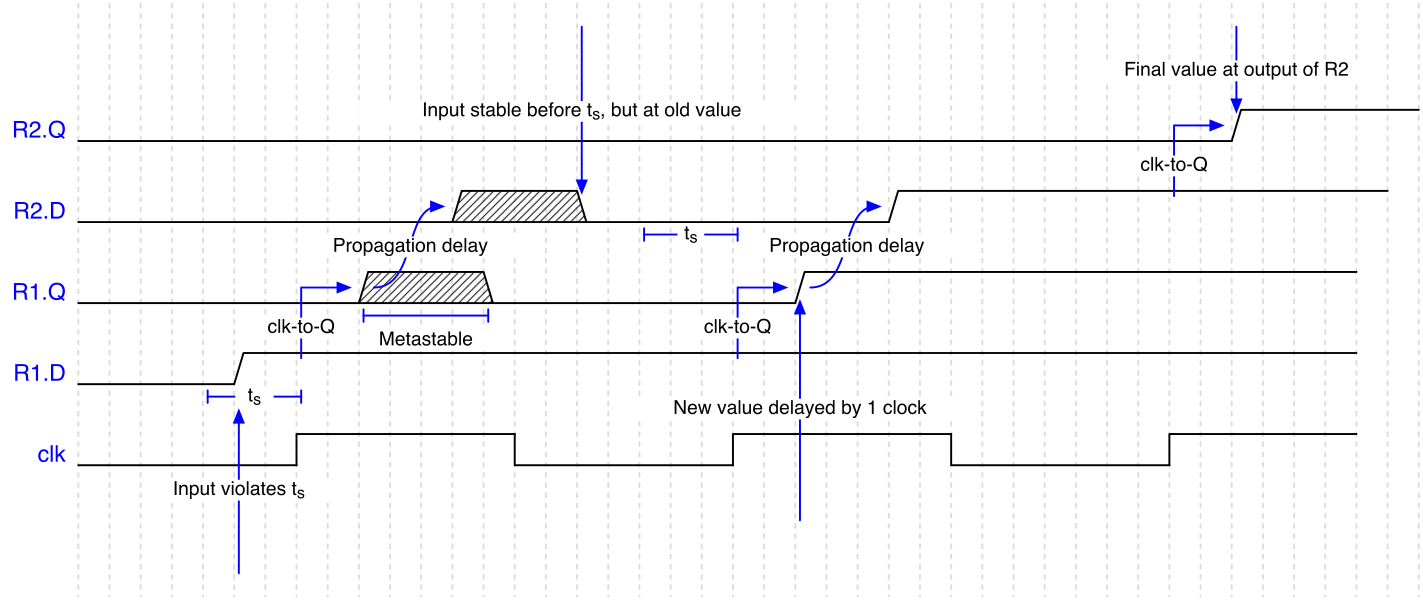 Final value at output of R2
Input stable before ts, but at old value
R2.Q
clk-to-Q
R2.D
ts
Propagation delay
Propagation delay
R1.Q
clk-to-Q
clk-to-Q
Metastable
R1.D
ts
New value delayed by 1 clock
clk
Input violates ts